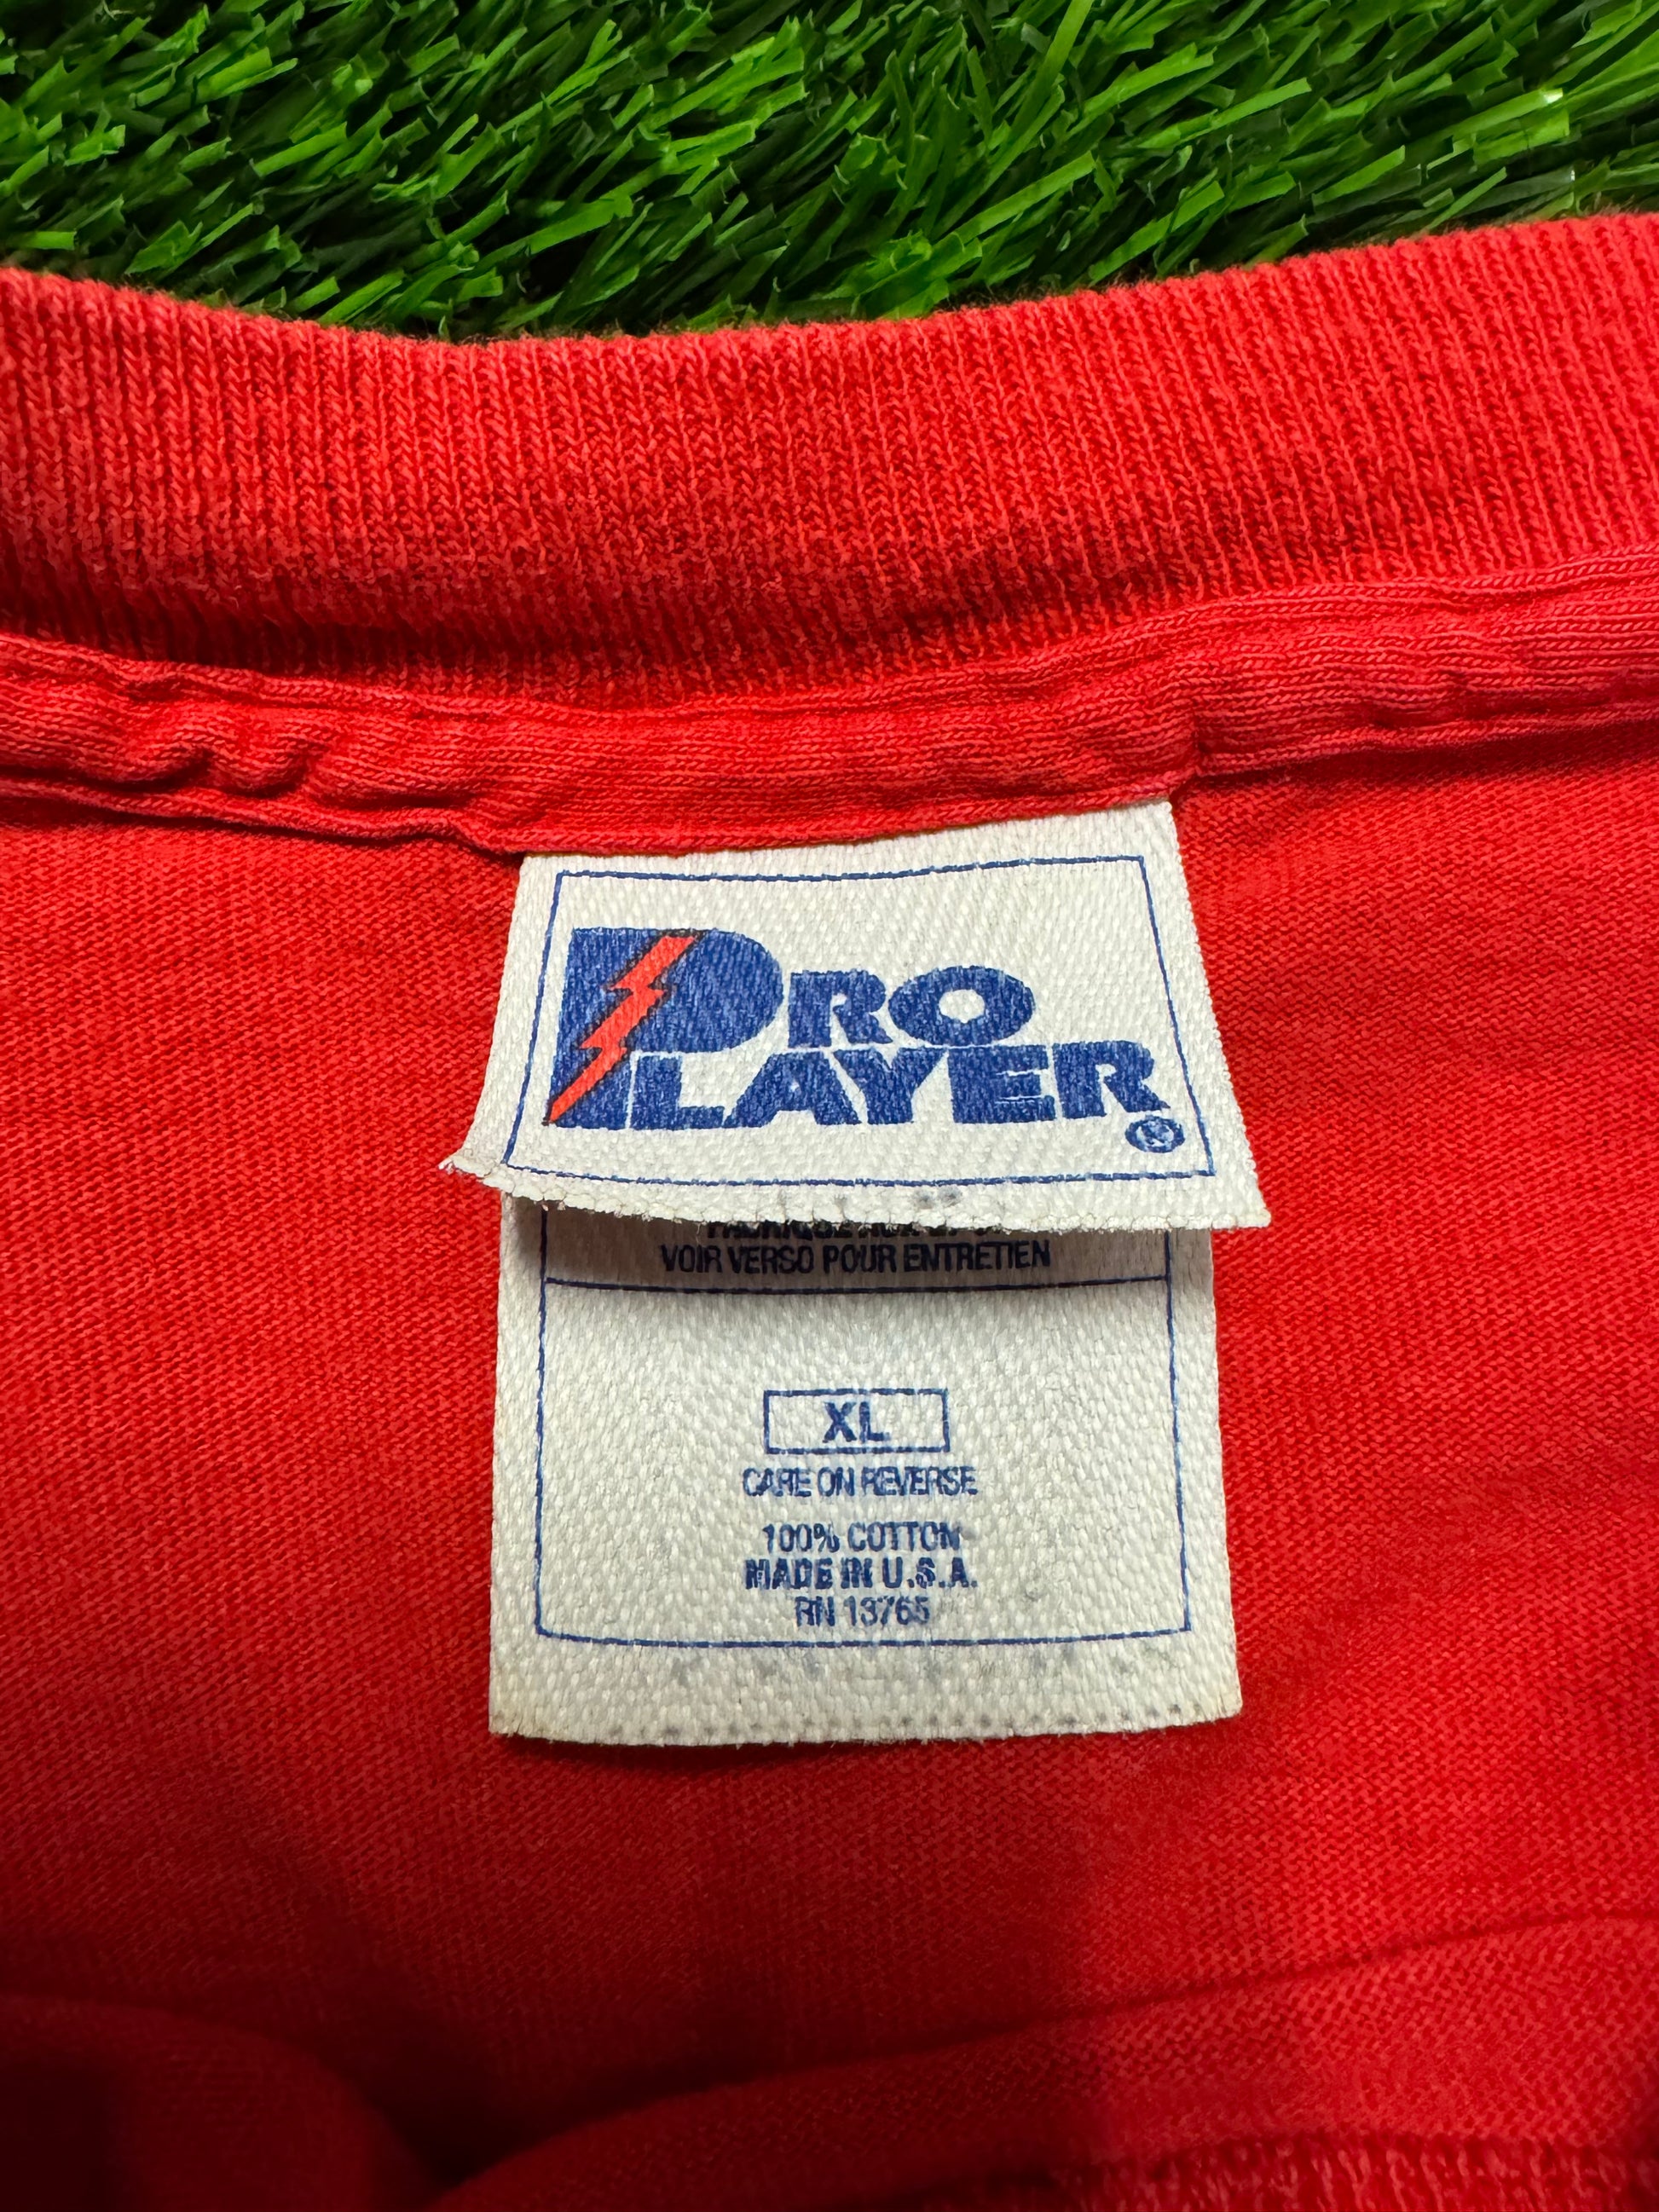 PRO
PLAYER®
VOIR VERSO POUR ENTRETIEN
XL
CARE ON REVERSE
100% COTTON
MADE IN U.S.A.
RN 13765